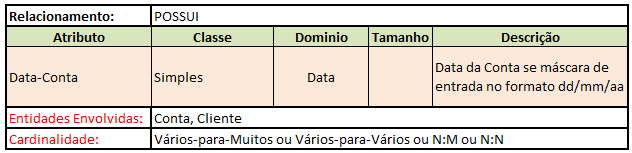 Relacionamento: POSSUI
Atributo Classe Dominio Tamanho Descrição
Data-Conta Simples Data Data da Conta se máscara de
entrada no formato dd/mm/aa
Entidades Envolvidas: Conta, Cliente
Cardinalidade: Vários-para-Muitos ou Vários-para-Vários ou N:M ou N:N